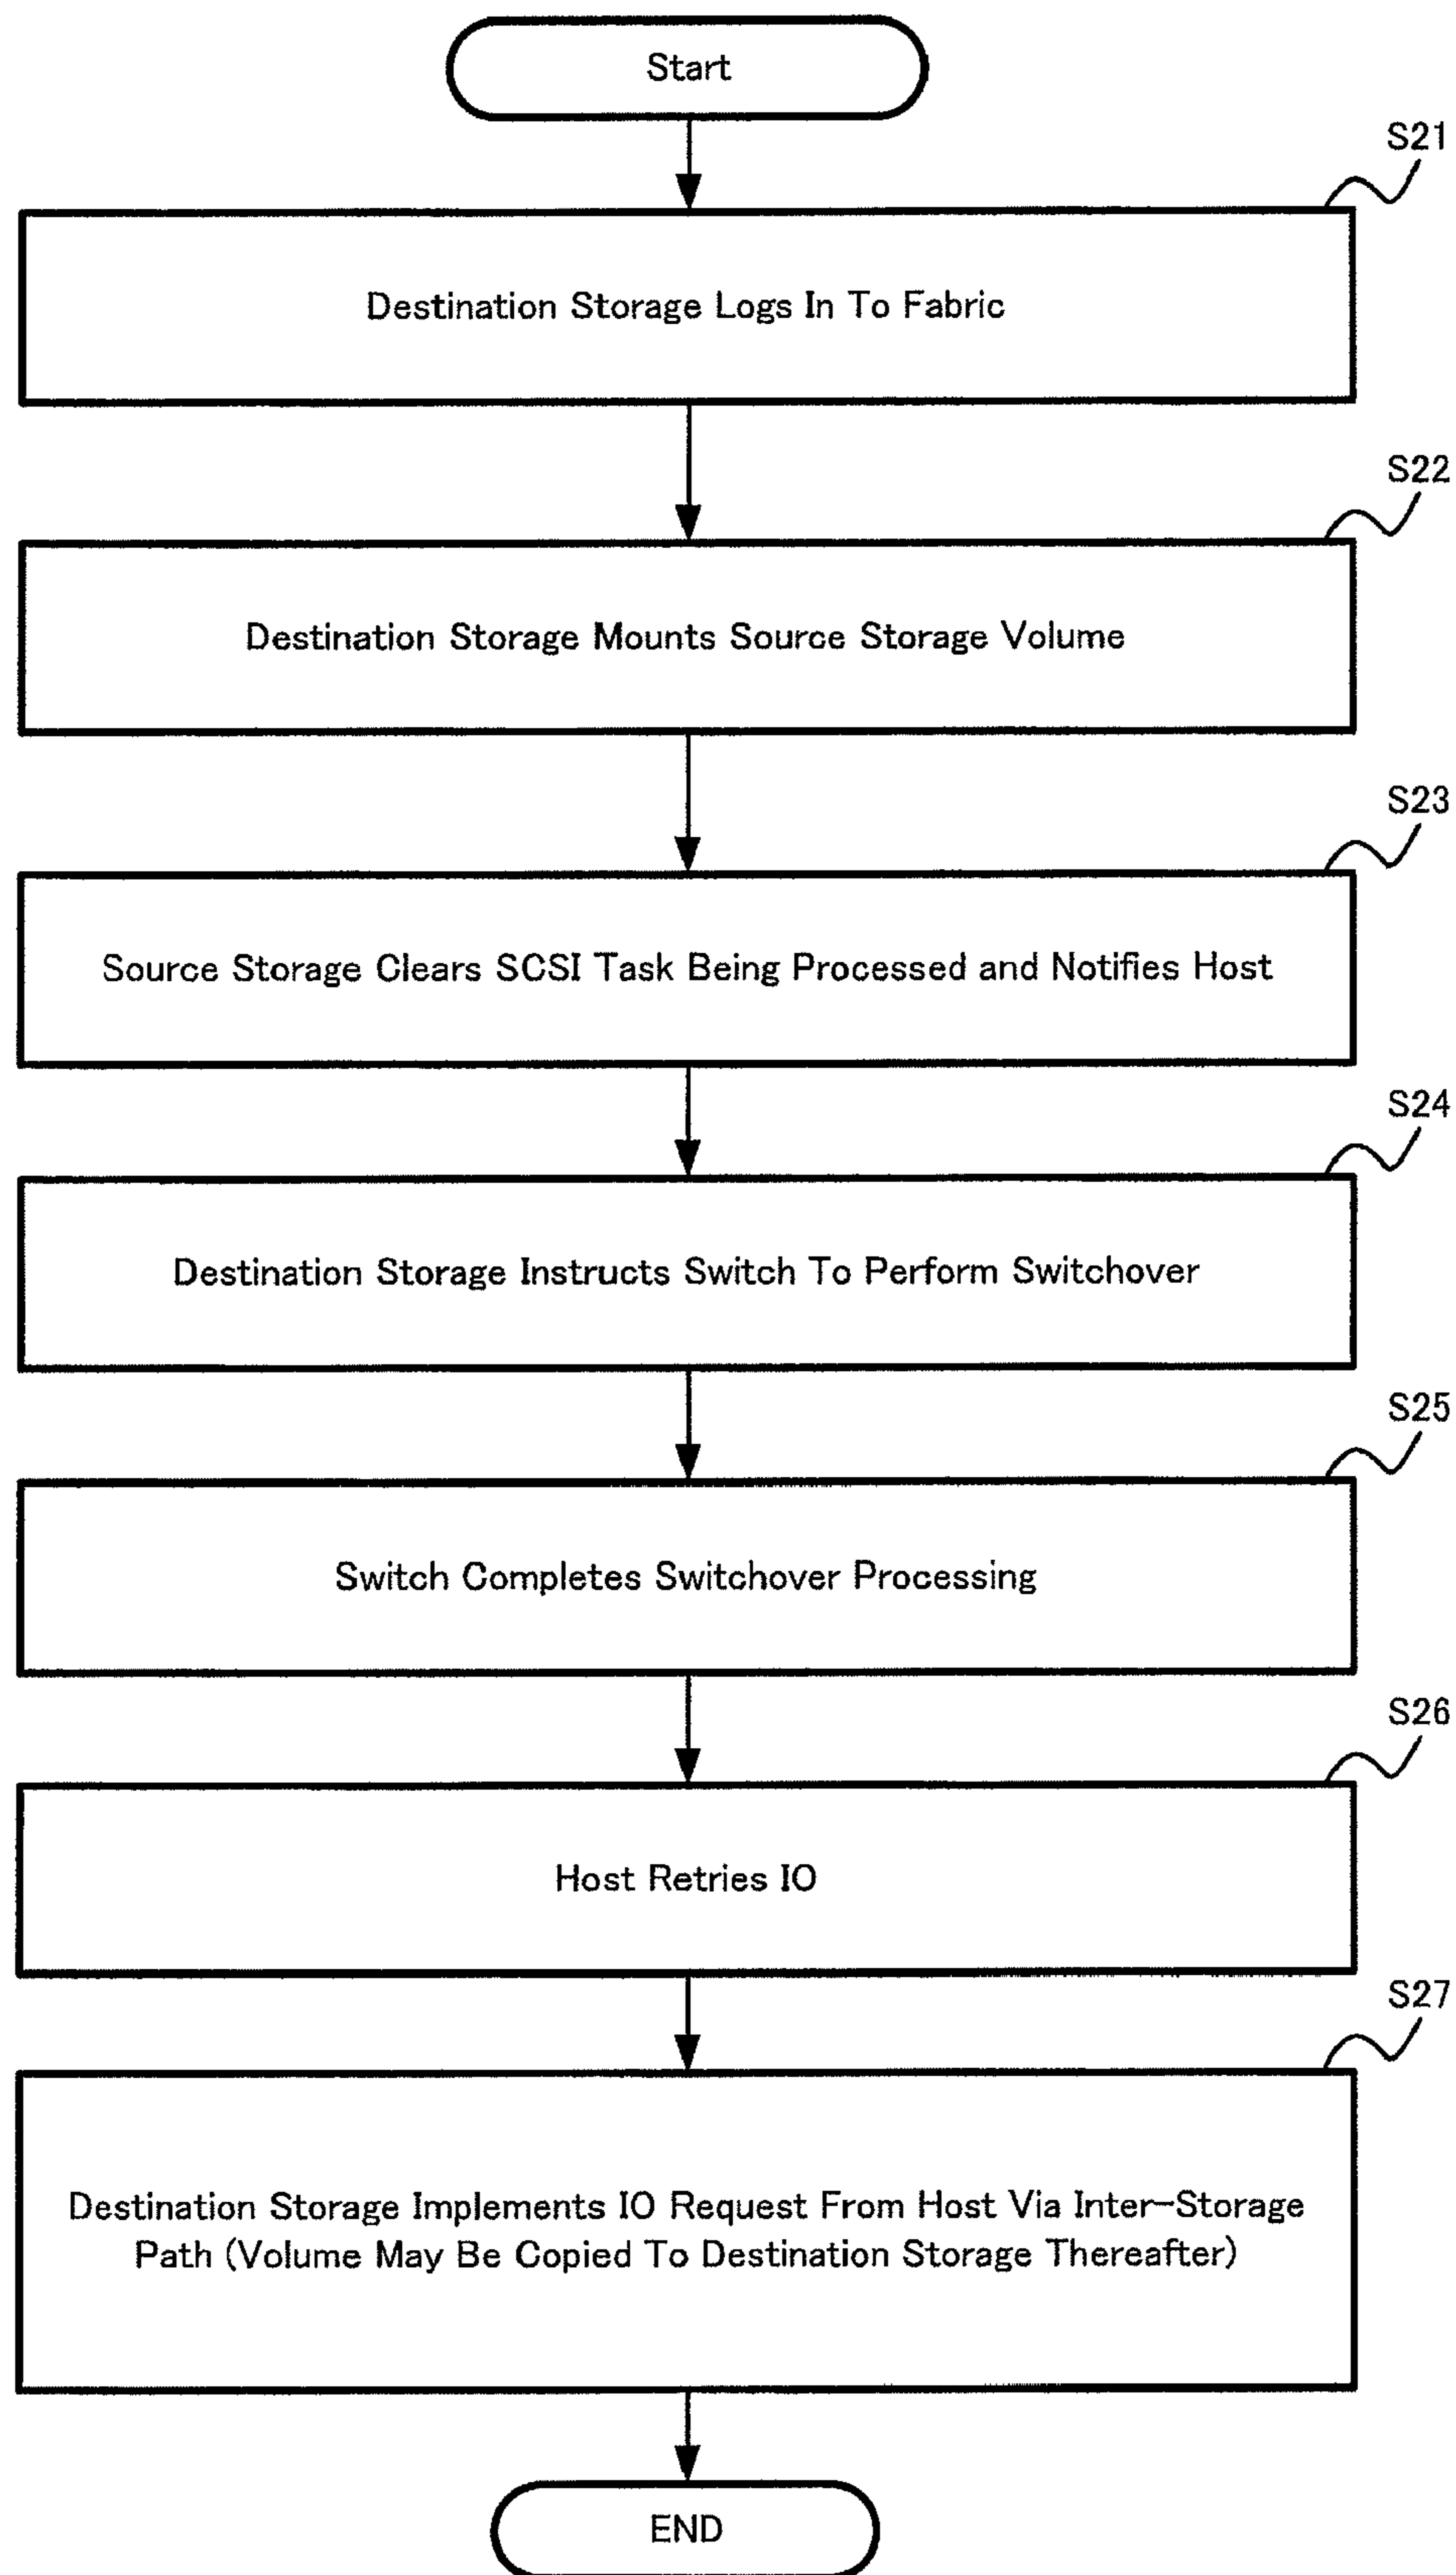 Start
S21
Destination Storage Logs In To Fabric
S22
Destination Storage Mounts Source Storage Volume
S23
Source Storage Clears SCSI Task Being Processed and Notifies Host
S24
Destination Storage Instructs Switch To Perform Switchover
S25
Switch Completes Switchover Processing
S26
Host Retries IO
S27
Destination Storage Implements IO Request From Host Via Inter-Storage
Path (Volume May Be Copied To Destination Storage Thereafter)
END